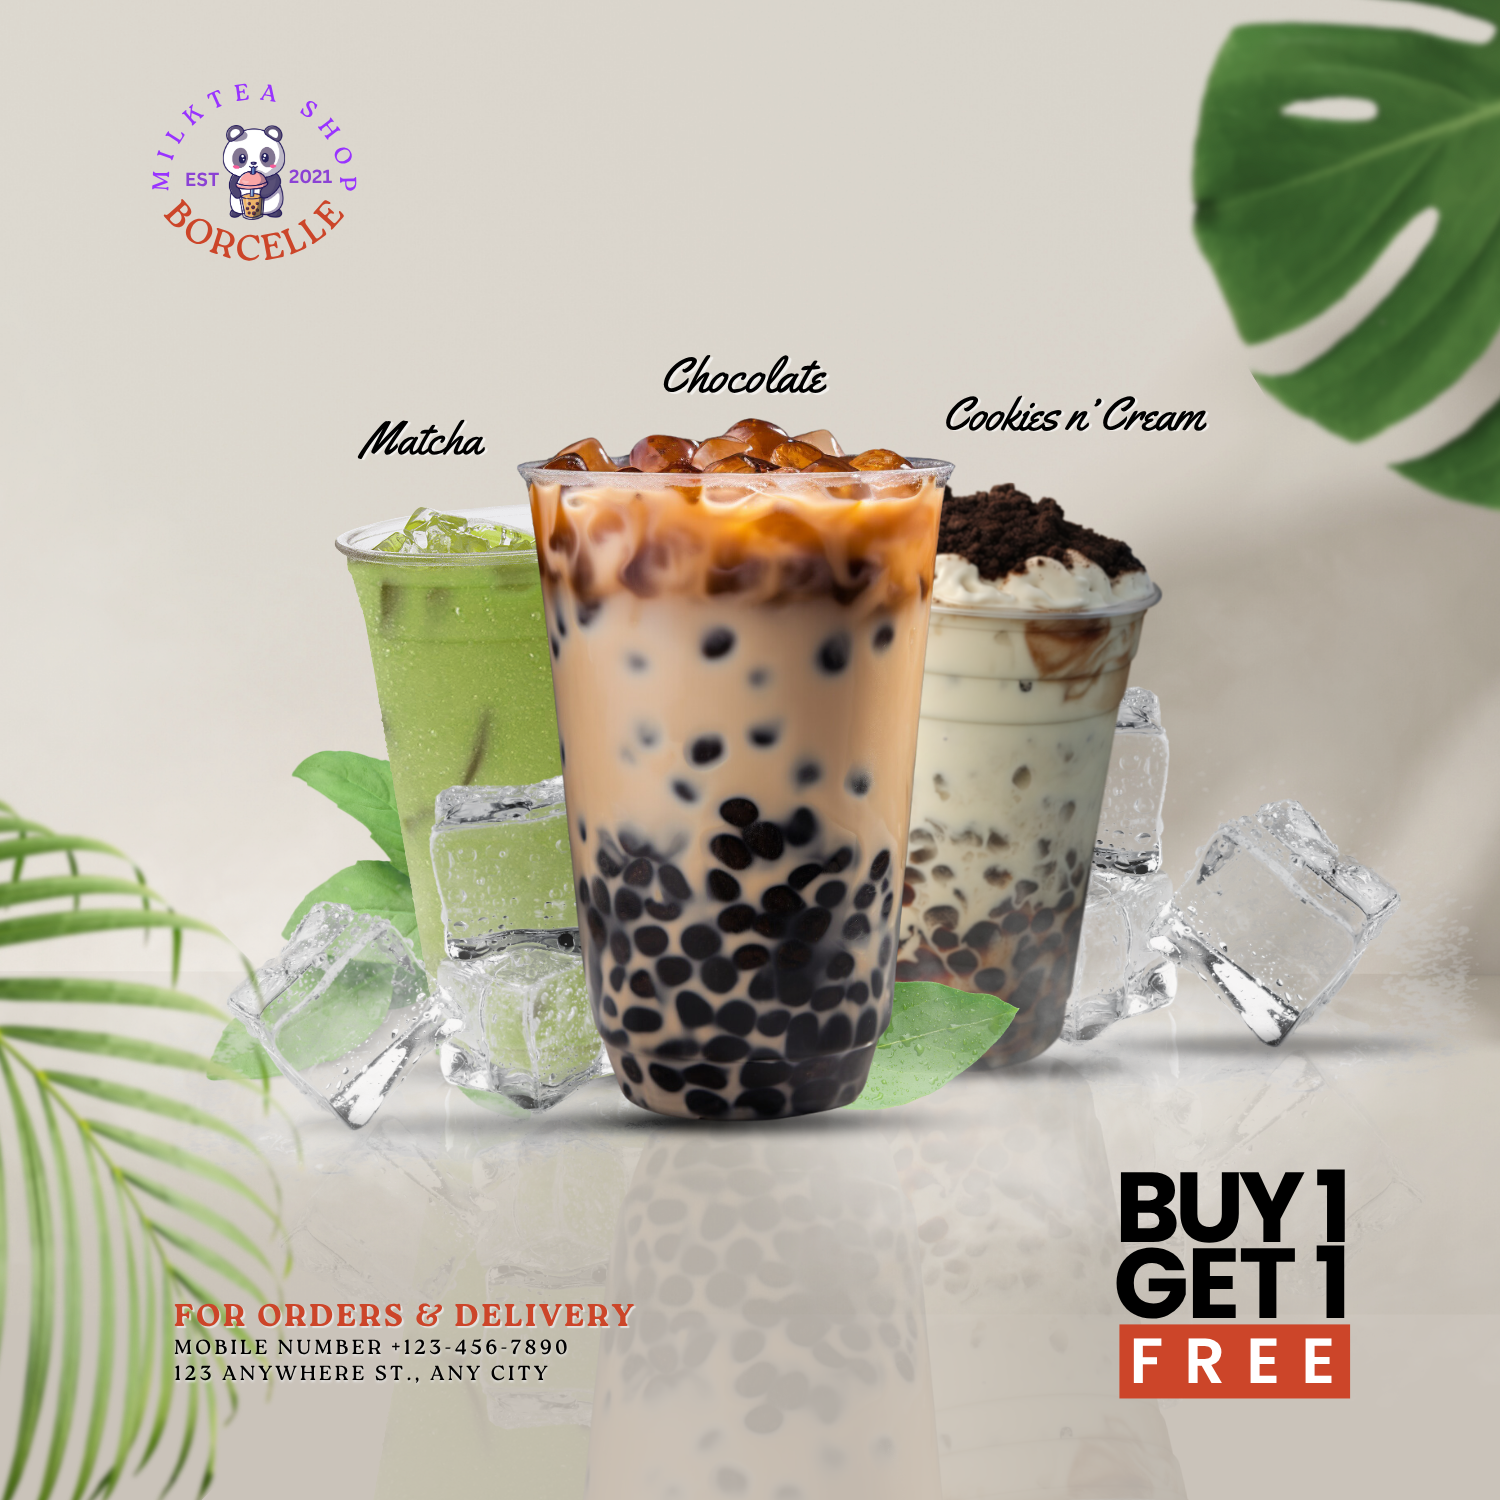 MILKTEA SHOP
EST 2021
BORCELLE
Chocolate
Matcha
Cookies n' Cream
BUY 1
GET 1
FREE
FOR ORDERS & DELIVERY
MOBILE NUMBER +123-456-7890
123 ANYWHERE ST., ANY CITY